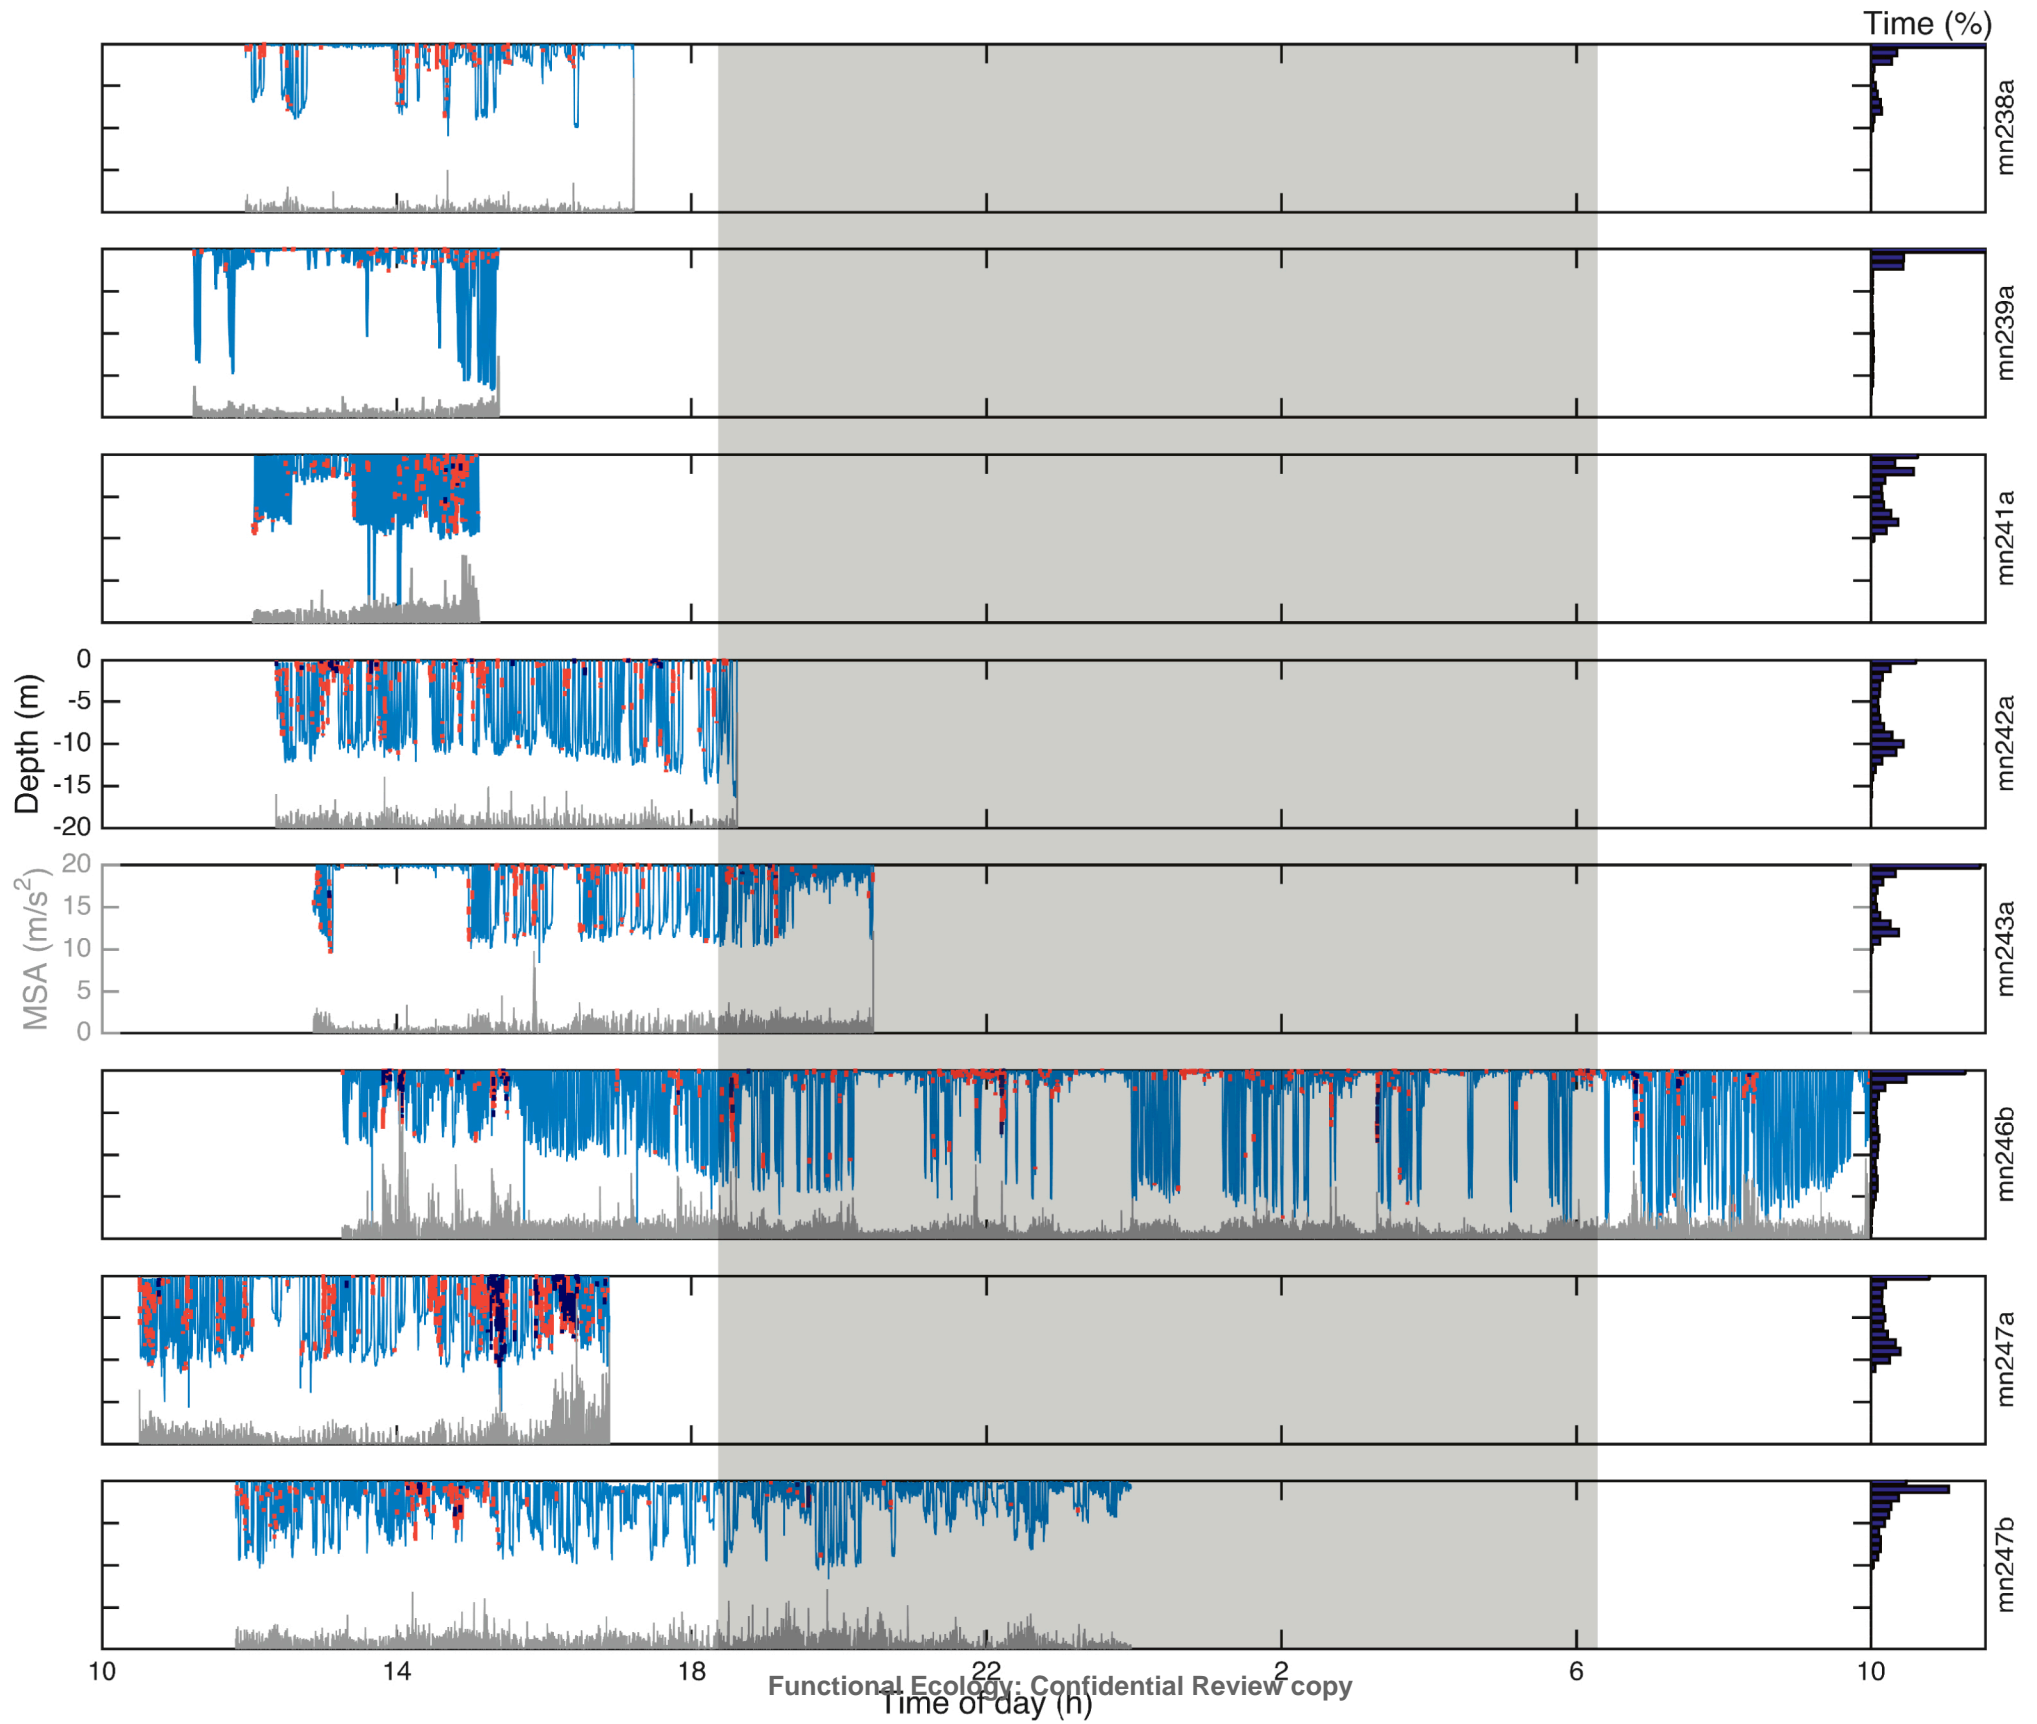 Time (%)
mn238a
mn239a
mn241a
0
-5
-10
-15
-20
Depth (m)
mn242a
20
15
10
5
0
MSA (m/s2)
mn243a
mn246b
mn247a
mn247b
10 14 18 22 2 6 10
Functional Ecology: Confidential Review copy
Time of day (h)